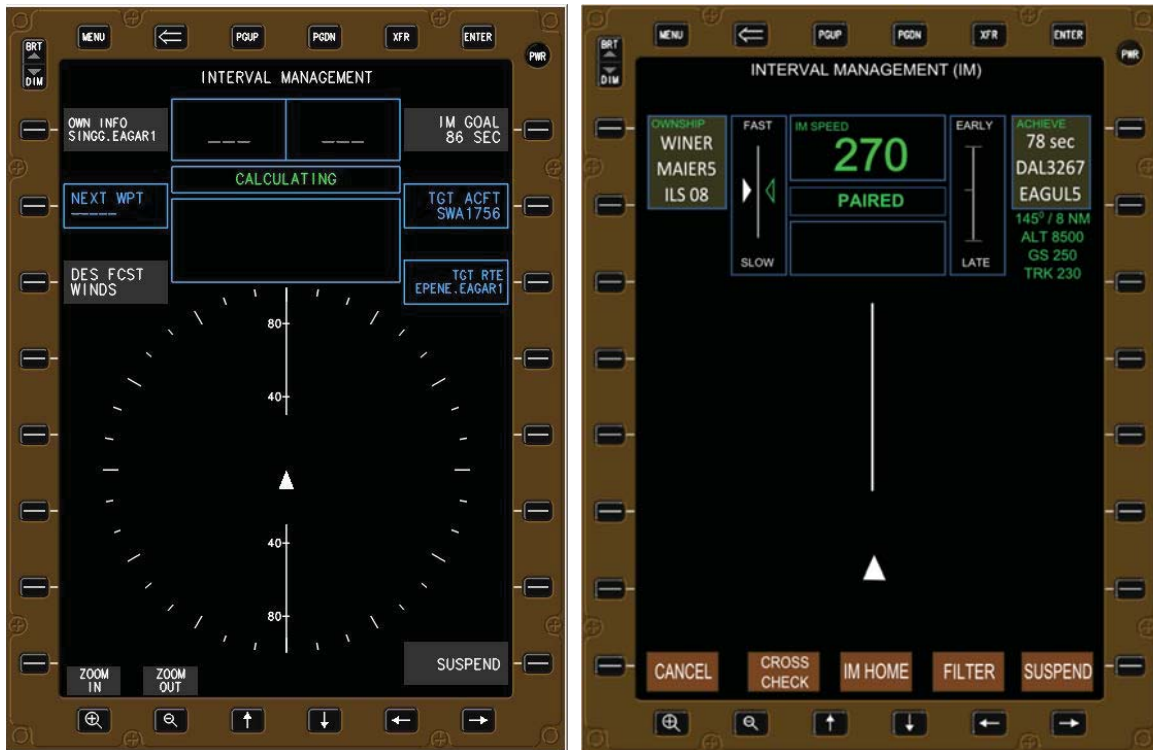 MENU
PGUP
PGDN
XFR
ENTER
BRT
DIM
PWR
INTERVAL MANAGEMENT
OWN INFO
SINGG.EAGAR1
___ ___
IM GOAL
86 SEC
CALCULATING
NEXT WPT
-----
TGT ACFT
SWA1756
DES FCST
WINDS
TGT RTE
EPENE.EAGAR1
80
40
40
80
SUSPEND
ZOOM
IN
ZOOM
OUT
MENU
PGUP
PGDN
XFR
ENTER
BRT
DIM
PWR
INTERVAL MANAGEMENT (IM)
OWNSHIP
WINER
MAIER5
ILS 08
FAST
SLOW
IM SPEED
270
PAIRED
EARLY
LATE
ACHIEVE
78 sec
DAL3267
EAGUL5
145⁰ / 8 NM
ALT 8500
GS 250
TRK 230
CANCEL
CROSS
CHECK
IM HOME
FILTER
SUSPEND